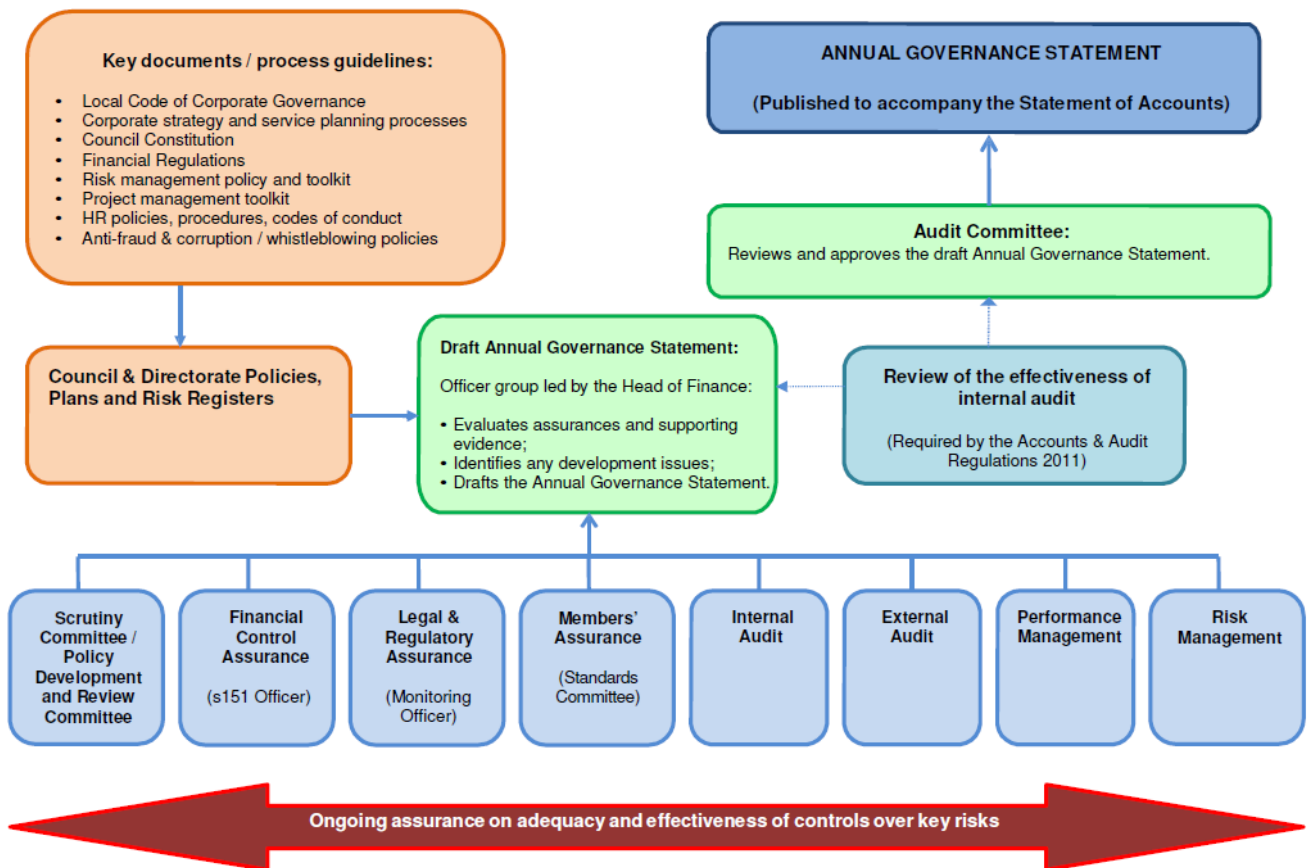 Key documents / process guidelines:
• Local Code of Corporate Governance
• Corporate strategy and service planning processes
• Council Constitution
• Financial Regulations
• Risk management policy and toolkit
• Project management toolkit
• HR policies, procedures, codes of conduct
• Anti-fraud & corruption / whistleblowing policies
ANNUAL GOVERNANCE STATEMENT
(Published to accompany the Statement of Accounts)
Audit Committee:
Reviews and approves the draft Annual Governance Statement.
Council & Directorate Policies,
Plans and Risk Registers
Draft Annual Governance Statement:
Officer group led by the Head of Finance:
• Evaluates assurances and supporting
evidence;
• Identifies any development issues;
• Drafts the Annual Governance Statement.
Review of the effectiveness of
internal audit
(Required by the Accounts & Audit
Regulations 2011)
Scrutiny
Committee /
Policy
Development
and Review
Committee
Financial
Control
Assurance
(s151 Officer)
Legal &
Regulatory
Assurance
(Monitoring
Officer)
Members'
Assurance
(Standards
Committee)
Internal
Audit
External
Audit
Performance
Management
Risk
Management
Ongoing assurance on adequacy and effectiveness of controls over key risks